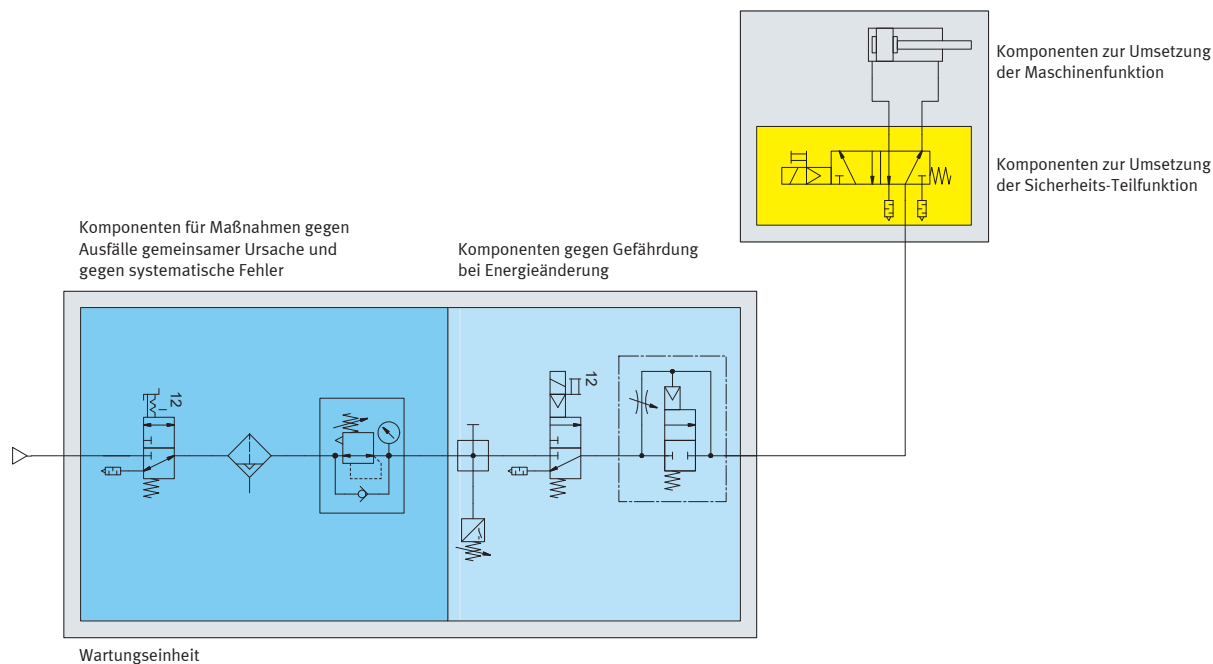 Komponenten zur Umsetzung
der Maschinenfunktion
Komponenten zur Umsetzung
der Sicherheits-Teilfunktion
Komponenten für Maßnahmen gegen
Ausfälle gemeinsamer Ursache und
gegen systematische Fehler
Komponenten gegen Gefährdung
bei Energieänderung
12
12
Wartungseinheit